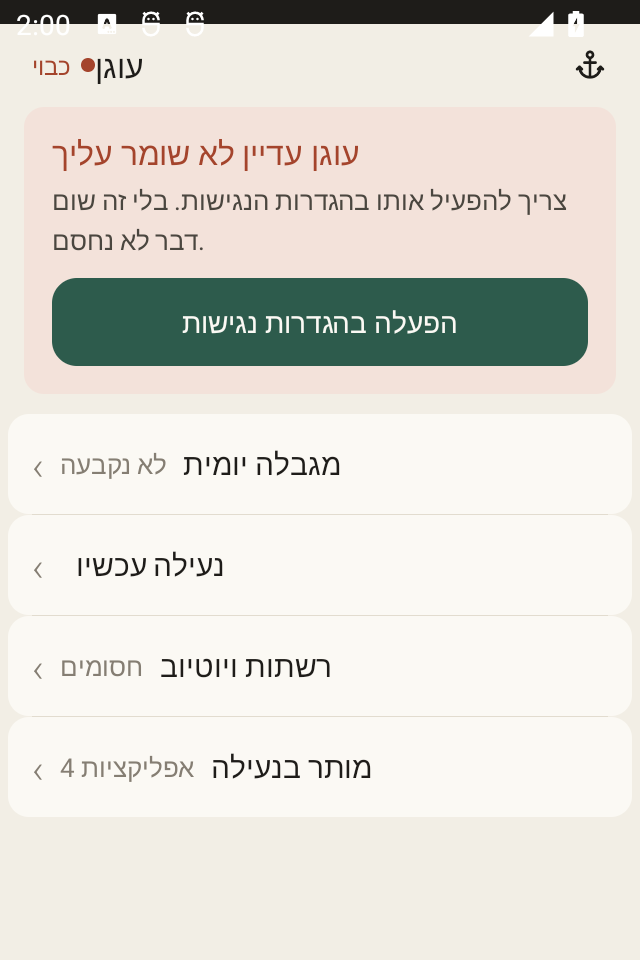 2:00
עוגן
כבוי
עוגן עדיין לא שומר עליך
צריך להפעיל אותו בהגדרות הנגישות. בלי זה שום
דבר לא נחסם.
הפעלה בהגדרות נגישות
מגבלה יומית לא נקבעה ‹
נעילה עכשיו ‹
רשתות ויוטיוב חסומים ‹
מותר בנעילה 4 אפליקציות ‹